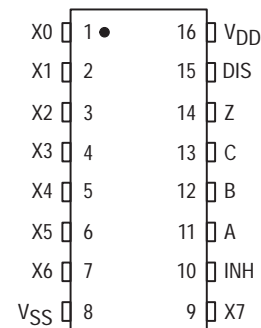 X0 1 16 VDD
X1 2 15 DIS
X2 3 14 Z
X3 4 13 C
X4 5 12 B
X5 6 11 A
X6 7 10 INH
VSS 8 9 X7